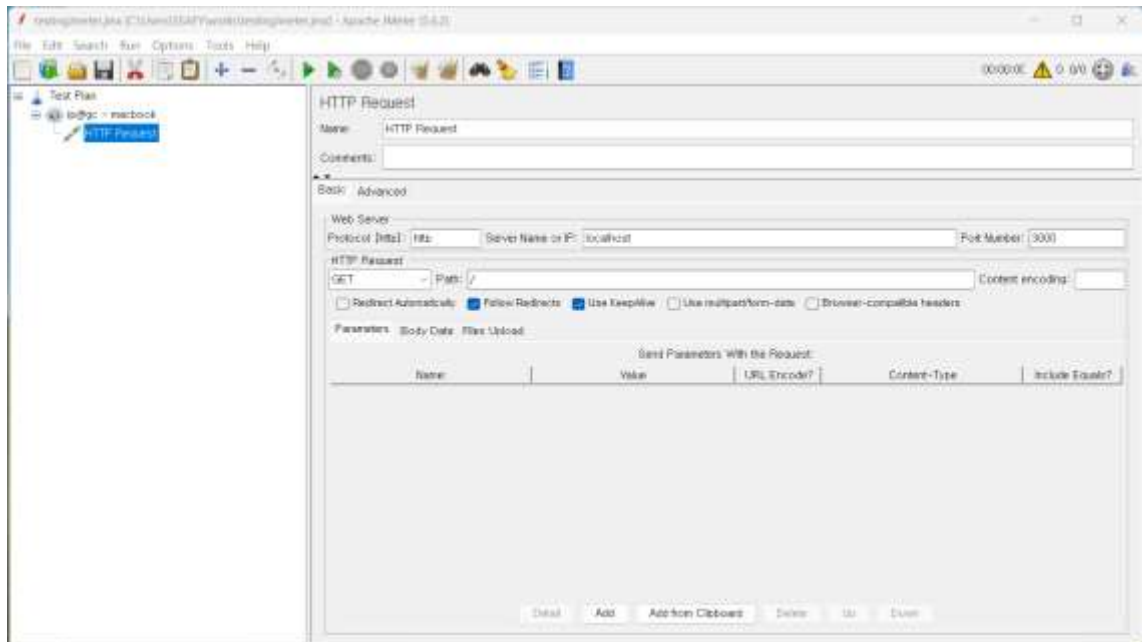 File Edit Search Run Options Tools Help
Test Plan
HTTP Request
HTTP Request
Name: HTTP Request
Comments:
Basic Advanced
Web Server
Protocol [http]: http Server Name or IP: localhost Port Number: 3000
HTTP Request
GET Path: / Content encoding:
Redirect Automatically Follow Redirects Use KeepAlive Use multipart/form-data Browser-compatible headers
Parameters Body Data Files Upload
Send Parameters With the Request:
Name: Value URL Encode? Content-Type Include Equals?
Detail Add Add from Clipboard Delete Up Down